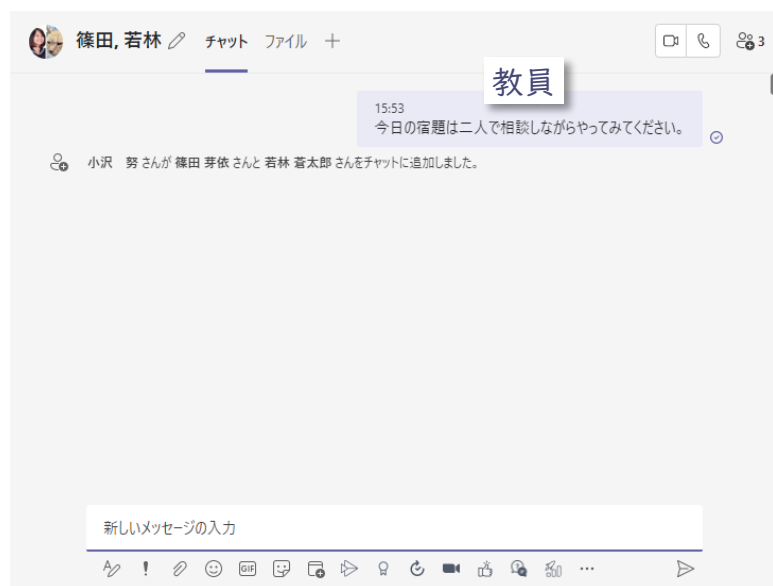 篠田, 若林 チャット ファイル 3
教員
15:53
今日の宿題は二人で相談しながらやってみてください。
小沢 努 さんが 篠田 芽依 さんと 若林 蒼太郎 さんをチャットに追加しました。
新しいメッセージの入力
GIF